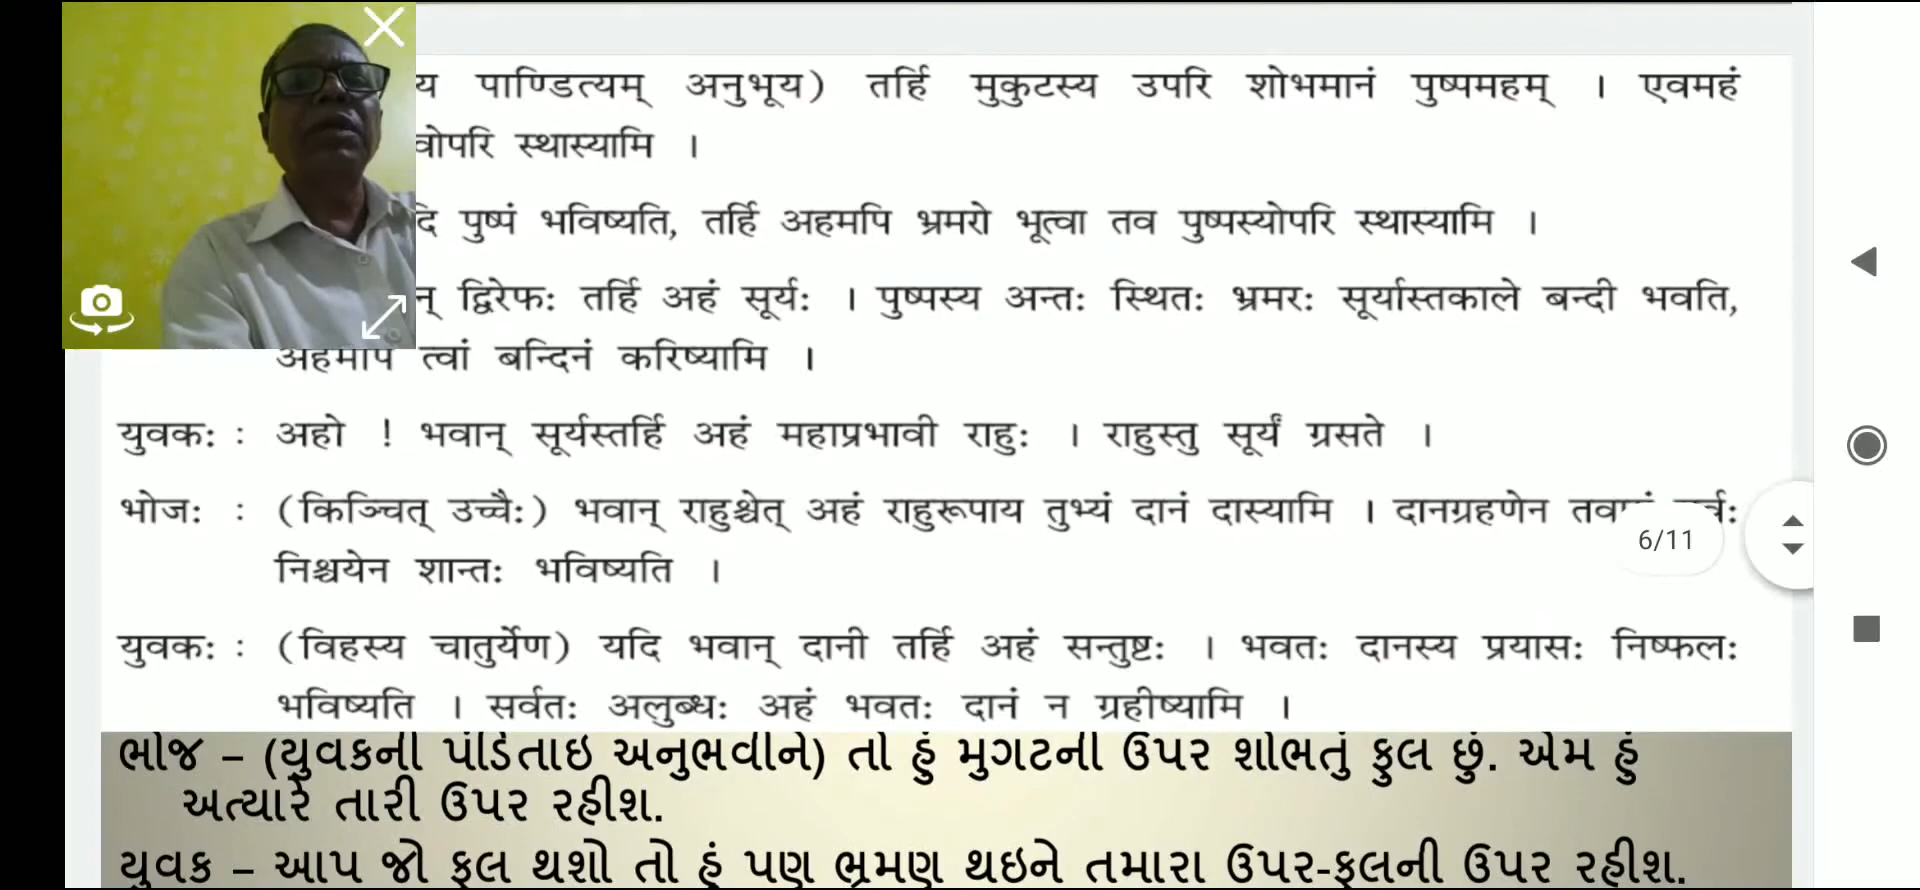 पाण्डित्यम् अनुभूय) तर्हि मुकुटस्य उपरि शोभमानं पुष्पमहम् । एवमहं
स्थास्यामि ।
पुष्पं भविष्यति, तर्हि अहमपि भ्रमरो भूत्वा तव पुष्पस्योपरि स्थास्यामि ।
द्विरेफः तर्हि अहं सूर्यः । पुष्पस्य अन्तः स्थितः भ्रमरः सूर्यास्तकाले बन्दी भवति,
अहमपि त्वां बन्दिनं करिष्यामि ।
युवकः : अहो ! भवान् सूर्यस्तर्हि अहं महाप्रभावी राहुः । राहुस्तु सूर्यं ग्रसते ।
भोजः : (किञ्चित् उच्चैः) भवान् राहुश्चेत् अहं राहुरूपाय तुभ्यं दानं दास्यामि । दानग्रहणेन
6/11
निश्चयेन शान्तः भविष्यति ।
युवकः : (विहस्य चातुर्येण) यदि भवान् दानी तर्हि अहं सन्तुष्टः । भवतः दानस्य प्रयासः निष्फलः
भविष्यति । सर्वतः अलुब्धः अहं भवतः दानं न ग्रहीष्यामि ।
ભોજ – (યુવકની પંડિતાઇ અનુભવીને) તો હું મુગટની ઉપર શોભતું ફુલ છું. એમ હું
અત્યારે તારી ઉપર રહીશ.
યુવક – આપ જો ફુલ થશો તો હું પણ ભ્રમણ થઇને તમારા ઉપર-ફુલની ઉપર રહીશ.